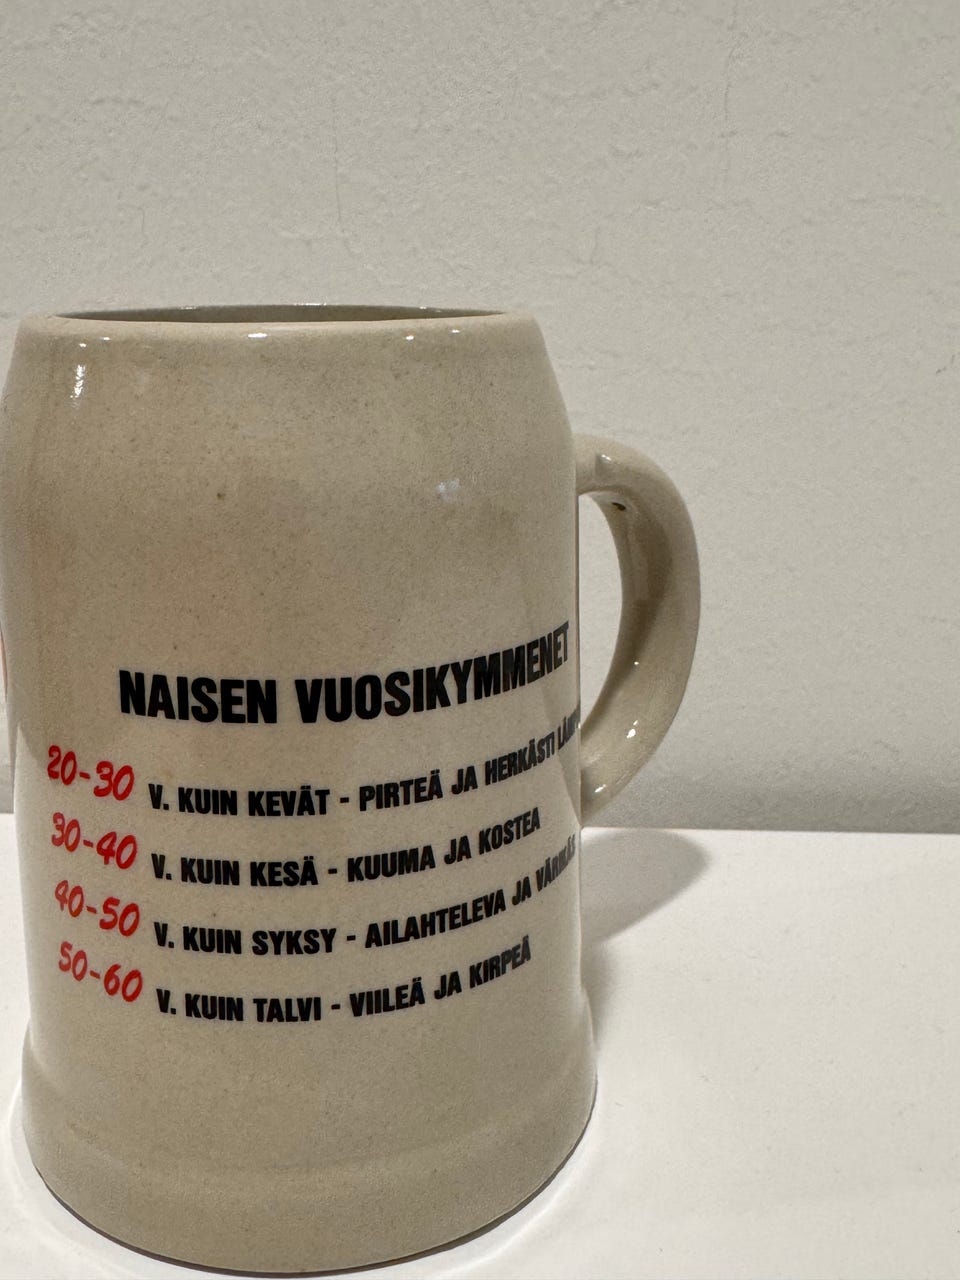 NAISEN VUOSIKYMMENET
20-30 V. KUIN KEVÄT - PIRTEÄ JA HERKÄSTI
30-40 V. KUIN KESÄ - KUUMA JA KOSTEA
40-50 V. KUIN SYKSY - AILAHTELEVA JA
50-60 V. KUIN TALVI - VIILEÄ JA KIRPEÄ